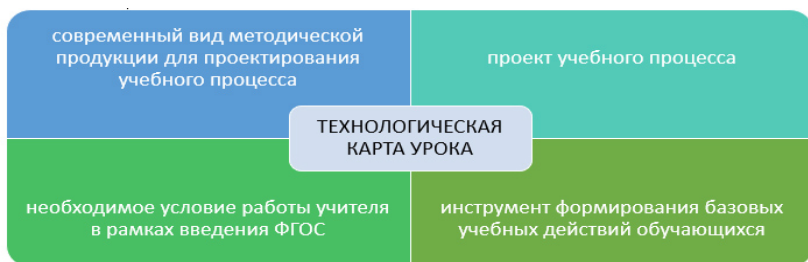 современный вид методической
продукции для проектирования
учебного процесса
проект учебного процесса
ТЕХНОЛОГИЧЕСКАЯ
КАРТА УРОКА
необходимое условие работы учителя
в рамках введения ФГОС
инструмент формирования базовых
учебных действий обучающихся